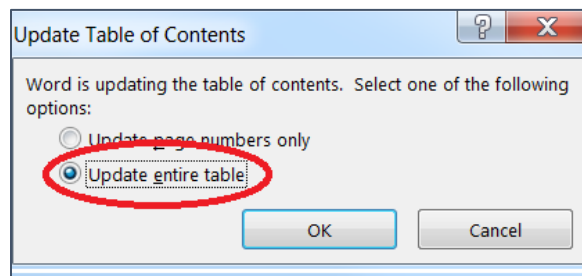 Update Table of Contents
Word is updating the table of contents. Select one of the following
options:
Update page numbers only
Update entire table
OK
Cancel